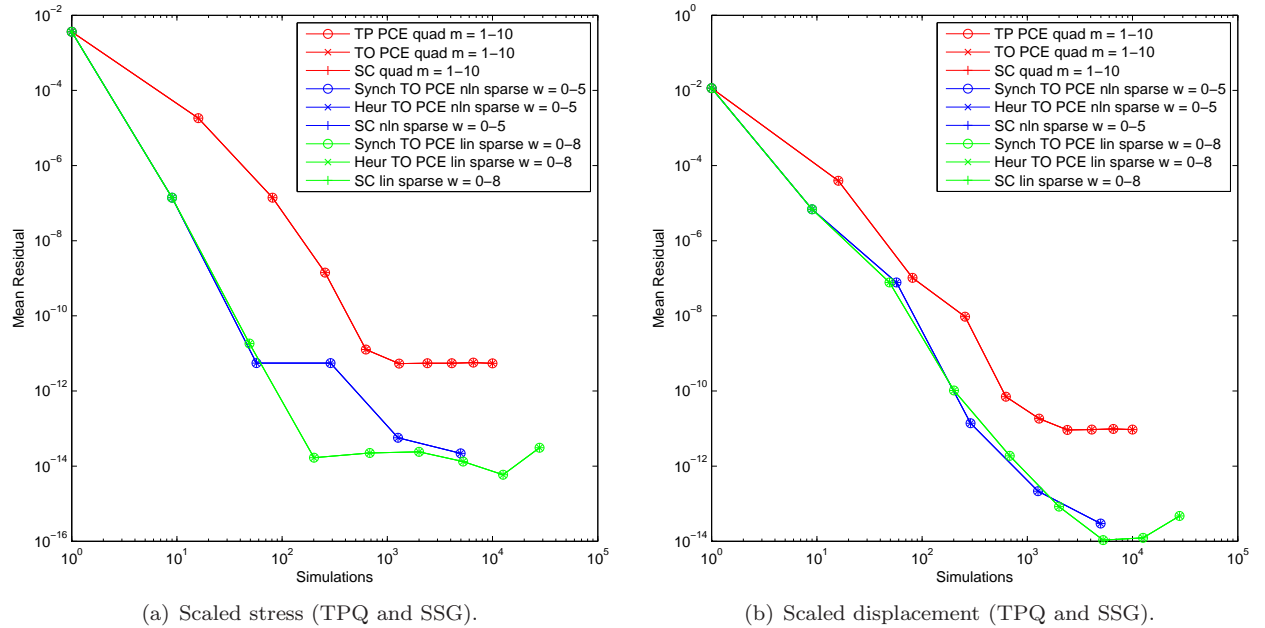 10^−2
10^−4
10^−6
10^−8
10^−10
10^−12
10^−14
10^−16
Mean Residual
10^0
10^1
10^2
10^3
10^4
10^5
Simulations
TP PCE quad m = 1−10
TO PCE quad m = 1−10
SC quad m = 1−10
Synch TO PCE nln sparse w = 0−5
Heur TO PCE nln sparse w = 0−5
SC nln sparse w = 0−5
Synch TO PCE lin sparse w = 0−8
Heur TO PCE lin sparse w = 0−8
SC lin sparse w = 0−8
(a) Scaled stress (TPQ and SSG).
10^0
10^−2
10^−4
10^−6
10^−8
10^−10
10^−12
10^−14
Mean Residual
10^0
10^1
10^2
10^3
10^4
10^5
Simulations
TP PCE quad m = 1−10
TO PCE quad m = 1−10
SC quad m = 1−10
Synch TO PCE nln sparse w = 0−5
Heur TO PCE nln sparse w = 0−5
SC nln sparse w = 0−5
Synch TO PCE lin sparse w = 0−8
Heur TO PCE lin sparse w = 0−8
SC lin sparse w = 0−8
(b) Scaled displacement (TPQ and SSG).